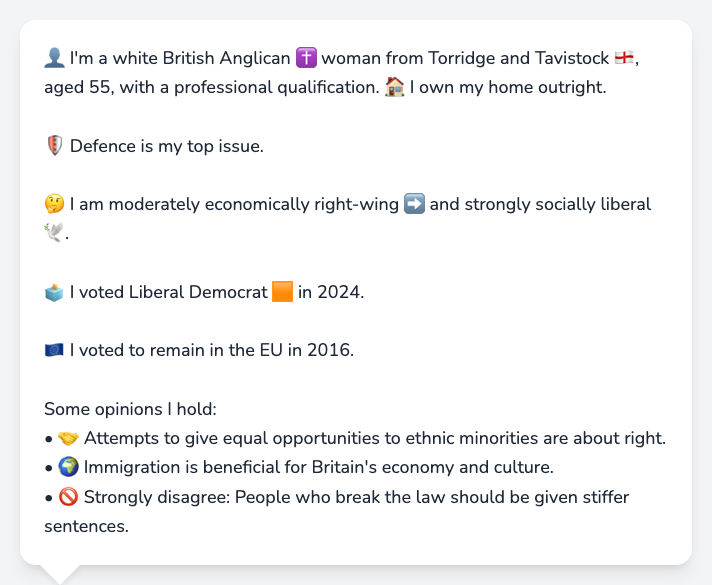 👤 I'm a white British Anglican ✝️ woman from Torridge and Tavistock 🏴󠁧󠁢󠁥󠁮󠁧󠁿,
aged 55, with a professional qualification. 🏠 I own my home outright.
🛡️ Defence is my top issue.
🤔 I am moderately economically right-wing ➡️ and strongly socially liberal
🕊️.
🗳️ I voted Liberal Democrat 🟧 in 2024.
🇪🇺 I voted to remain in the EU in 2016.
Some opinions I hold:
• 🤝 Attempts to give equal opportunities to ethnic minorities are about right.
• 🌍 Immigration is beneficial for Britain's economy and culture.
• 🚫 Strongly disagree: People who break the law should be given stiffer
sentences.